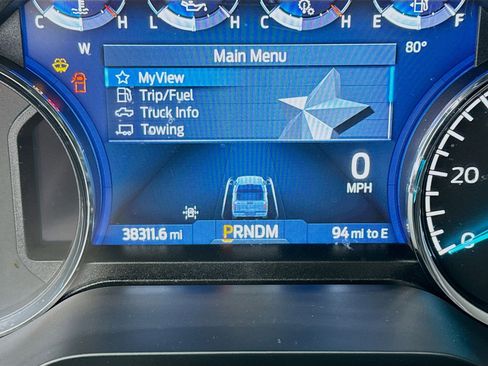 C H L H C H E F
W 80°
Main Menu
MyView
Trip/Fuel
Truck Info
Towing
0
MPH
20
0
38311.6 mi PRNDM 94 mi to E